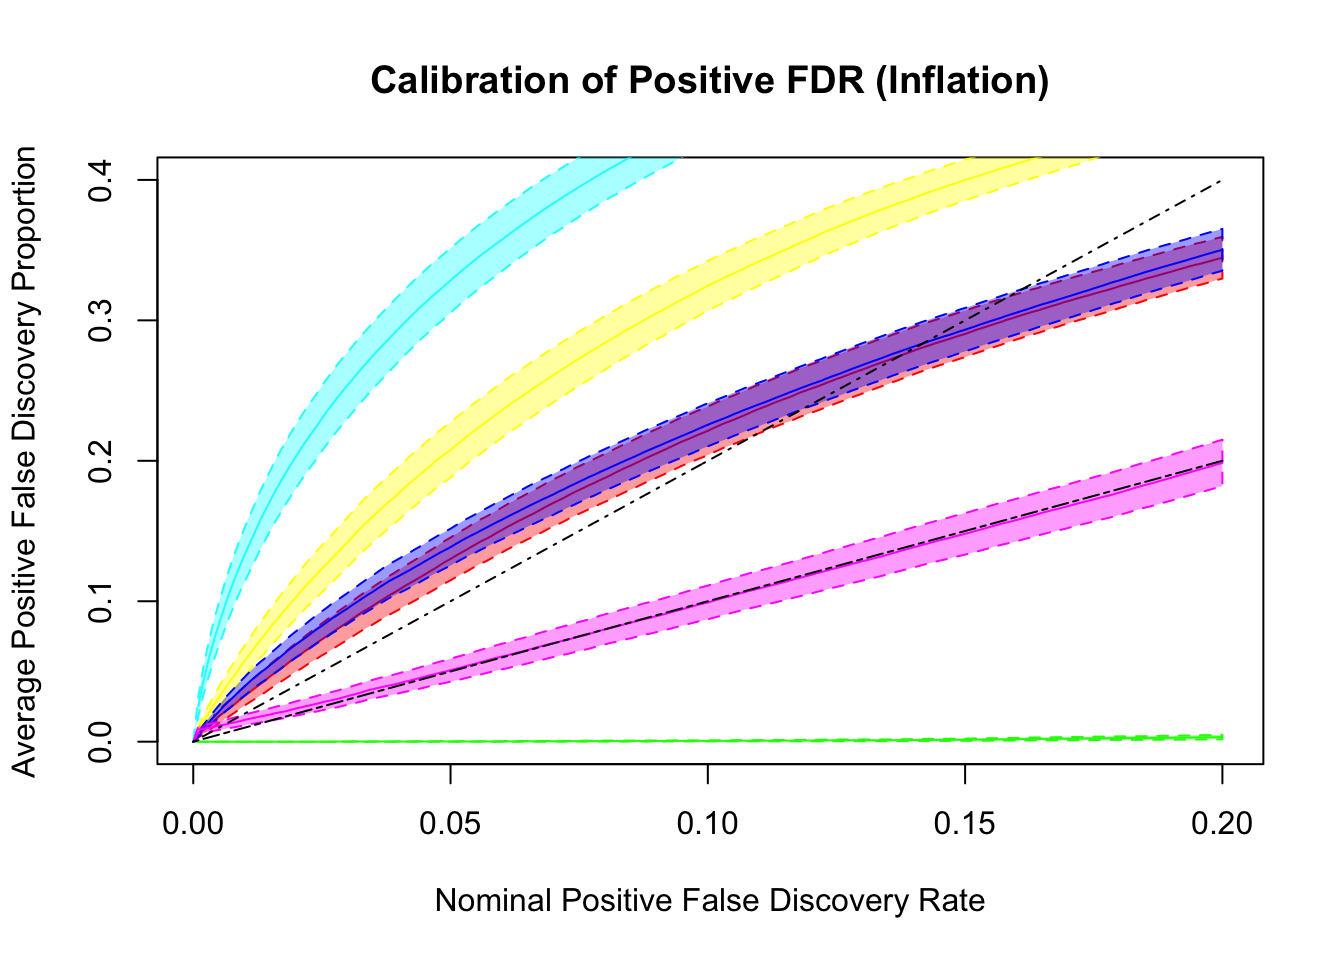 Calibration of Positive FDR (Inflation)
Average Positive False Discovery Proportion
0.4
0.3
0.2
0.1
0.0
0.00 0.05 0.10 0.15 0.20
Nominal Positive False Discovery Rate